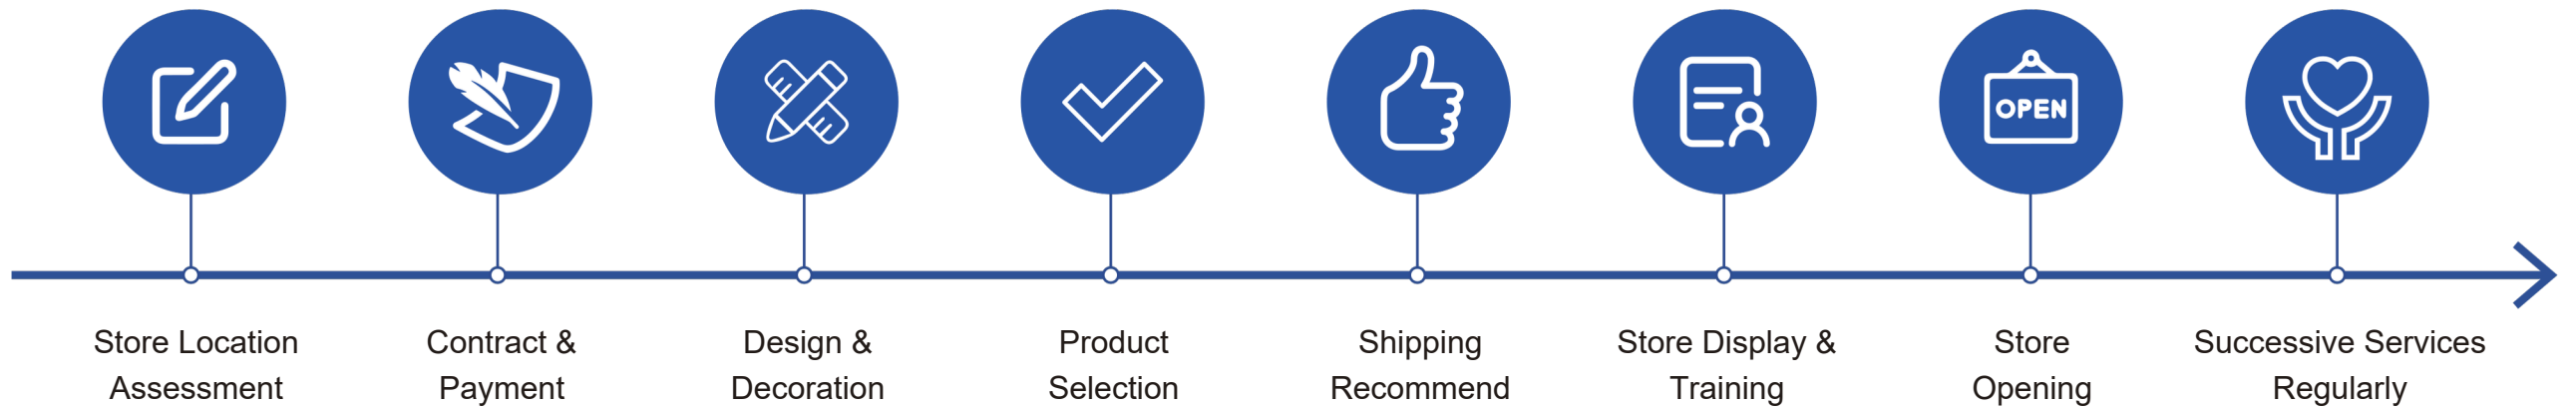 OPEN
Store Location
Assessment
Contract &
Payment
Design &
Decoration
Product
Selection
Shipping
Recommend
Store Display &
Training
Store
Opening
Successive Services
Regularly